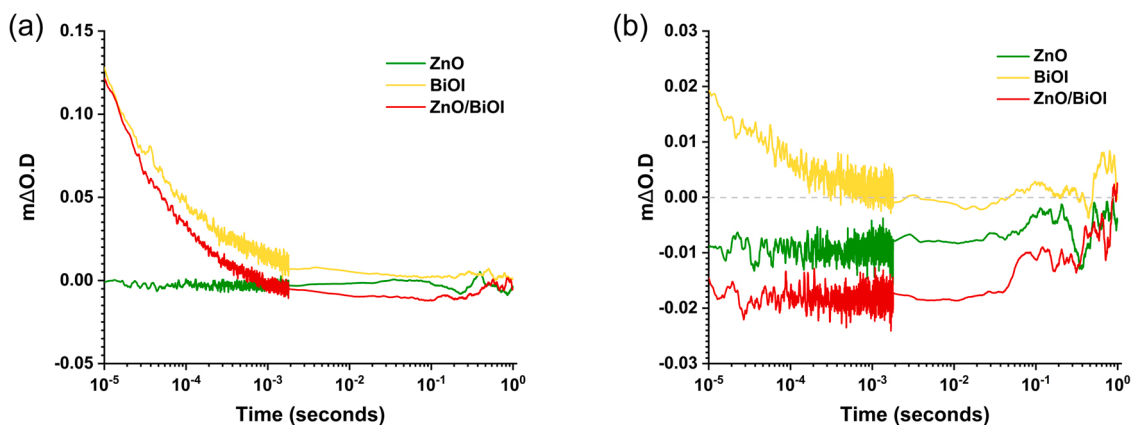 (a)
0.15
0.10
0.05
0.00
-0.05
mΔO.D
ZnO
BiOI
ZnO/BiOI
10⁻⁵ 10⁻⁴ 10⁻³ 10⁻² 10⁻¹ 10⁰
Time (seconds)
(b)
0.03
0.02
0.01
0.00
-0.01
-0.02
-0.03
mΔO.D
ZnO
BiOI
ZnO/BiOI
10⁻⁵ 10⁻⁴ 10⁻³ 10⁻² 10⁻¹ 10⁰
Time (seconds)